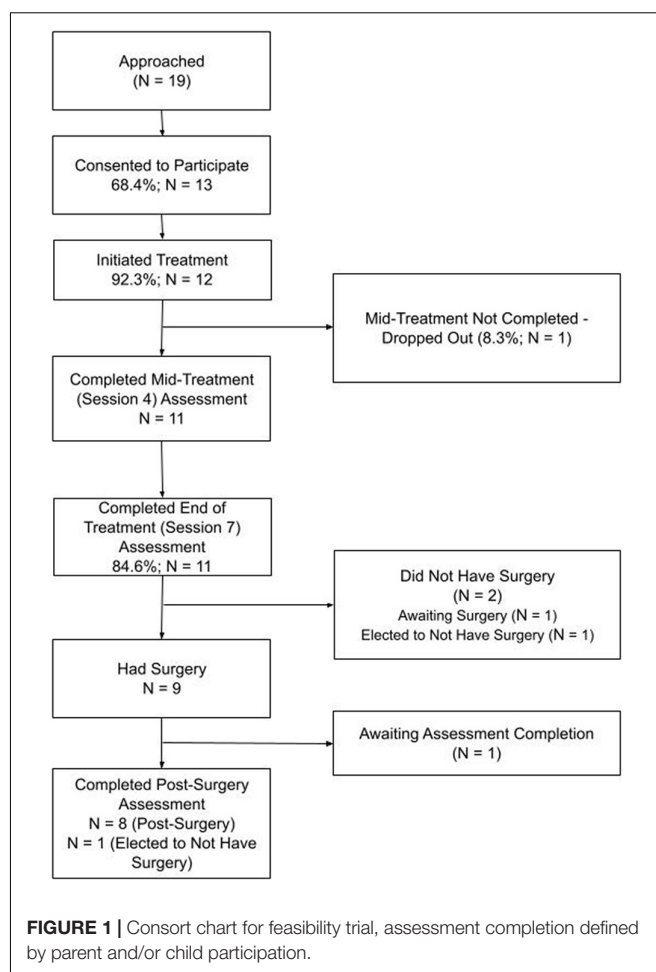 Approached
(N = 19)
Consented to Participate
68.4%; N = 13
Initiated Treatment
92.3%; N = 12
Mid-Treatment Not Completed -
Dropped Out (8.3%; N = 1)
Completed Mid-Treatment
(Session 4) Assessment
N = 11
Completed End of
Treatment (Session 7)
Assessment
84.6%; N = 11
Did Not Have Surgery
(N = 2)
Awaiting Surgery (N = 1)
Elected to Not Have Surgery (N = 1)
Had Surgery
N = 9
Awaiting Assessment Completion
(N = 1)
Completed Post-Surgery
Assessment
N = 8 (Post-Surgery)
N = 1 (Elected to Not Have
Surgery)
FIGURE 1 | Consort chart for feasibility trial, assessment completion defined
by parent and/or child participation.